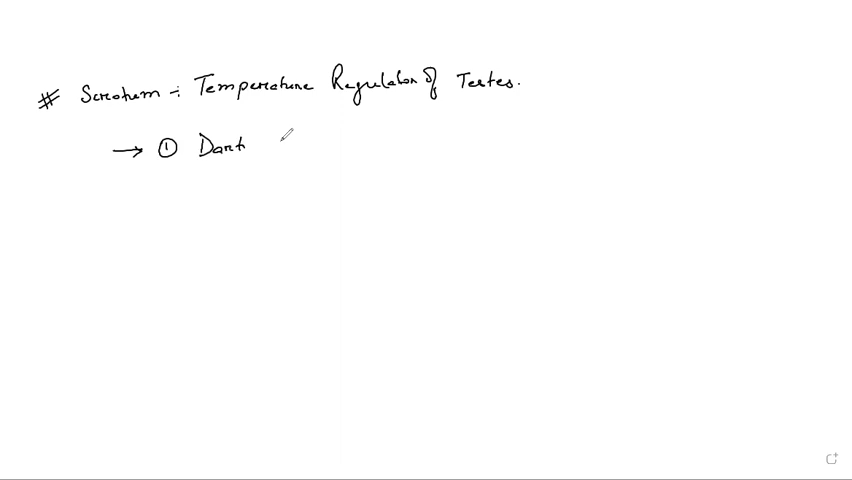 # Scrotum :- Temperature Regulation of Testes.
→ ① Dart